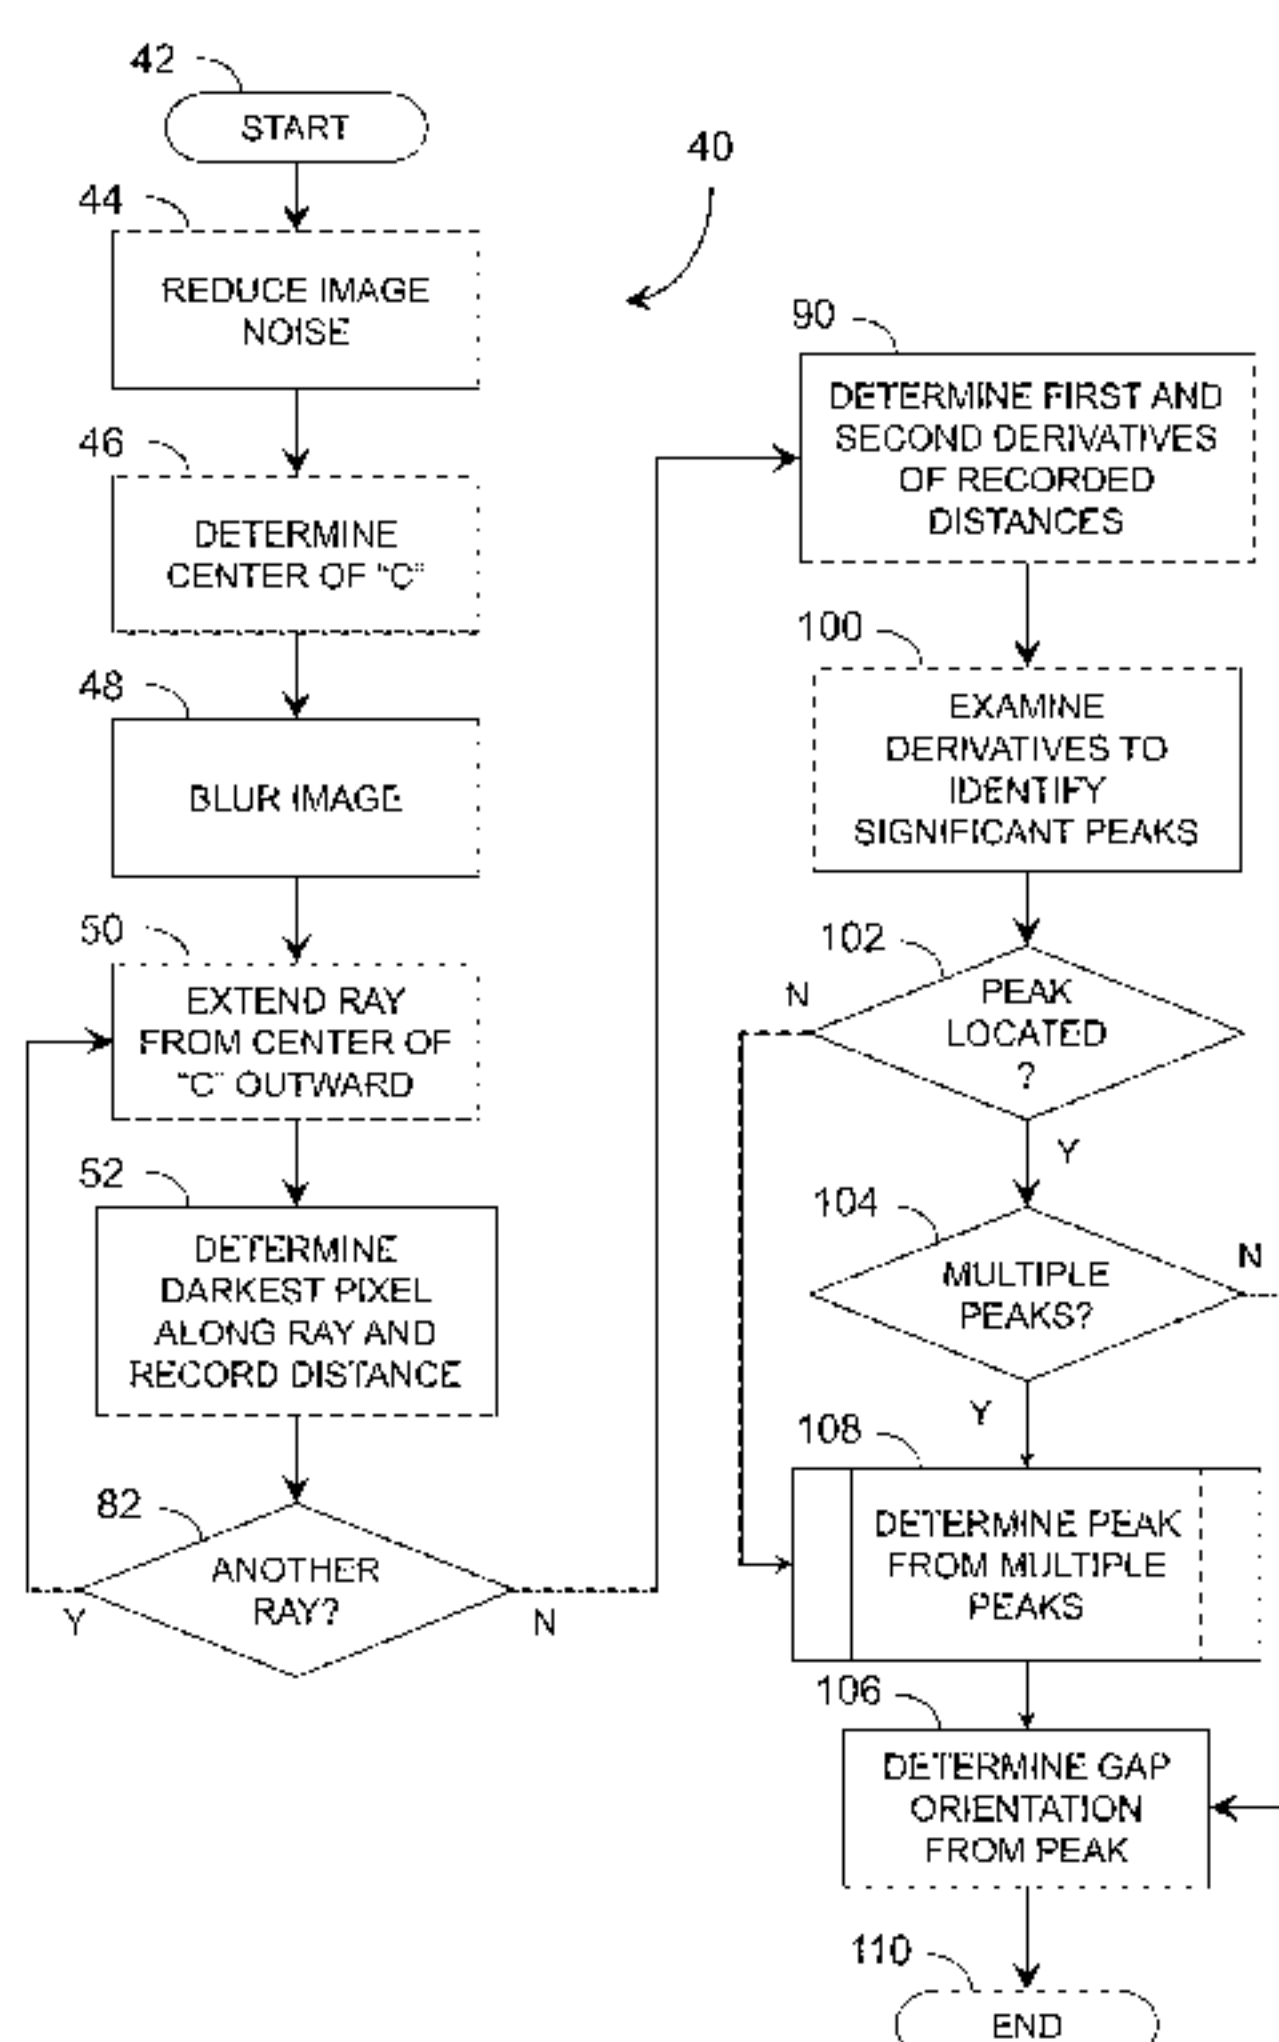 42
START
44
REDUCE IMAGE
NOISE
46
DETERMINE
CENTER OF "C"
48
BLUR IMAGE
50
EXTEND RAY
FROM CENTER OF
"C" OUTWARD
52
DETERMINE
DARKEST PIXEL
ALONG RAY AND
RECORD DISTANCE
82
ANOTHER
RAY?
Y
N
40
90
DETERMINE FIRST AND
SECOND DERIVATIVES
OF RECORDED
DISTANCES
100
EXAMINE
DERIVATIVES TO
IDENTIFY
SIGNIFICANT PEAKS
102
N
PEAK
LOCATED
?
Y
104
MULTIPLE
PEAKS?
N
Y
108
DETERMINE PEAK
FROM MULTIPLE
PEAKS
106
DETERMINE GAP
ORIENTATION
FROM PEAK
110
END